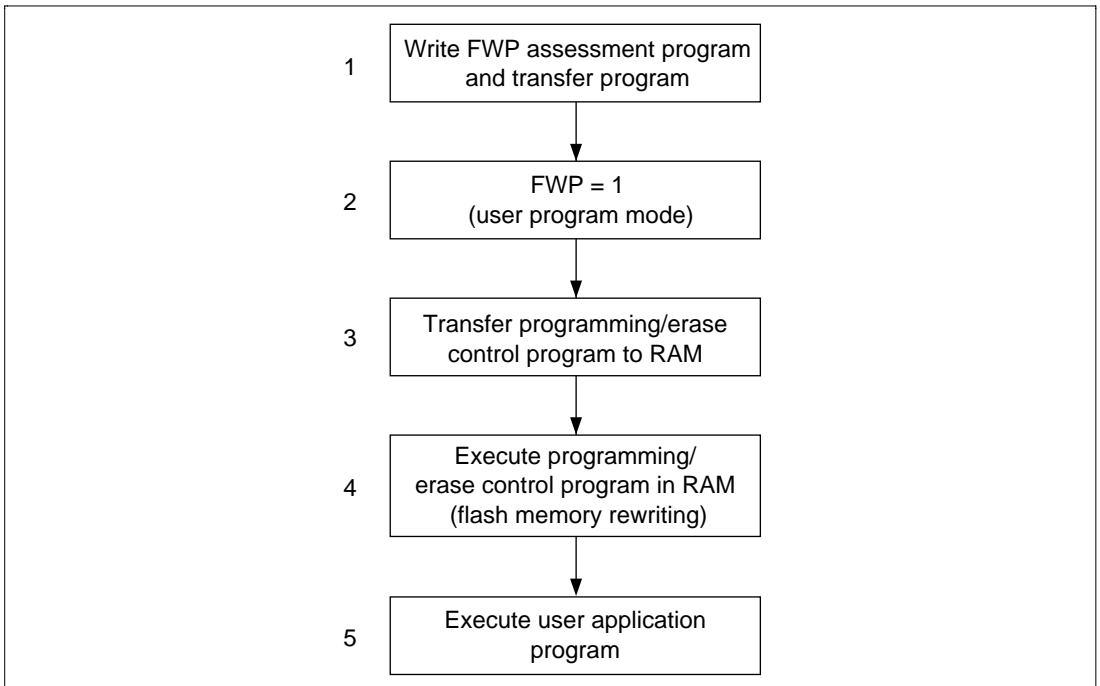 1
Write FWP assessment program
and transfer program
2
FWP = 1
(user program mode)
3
Transfer programming/erase
control program to RAM
4
Execute programming/
erase control program in RAM
(flash memory rewriting)
5
Execute user application
program